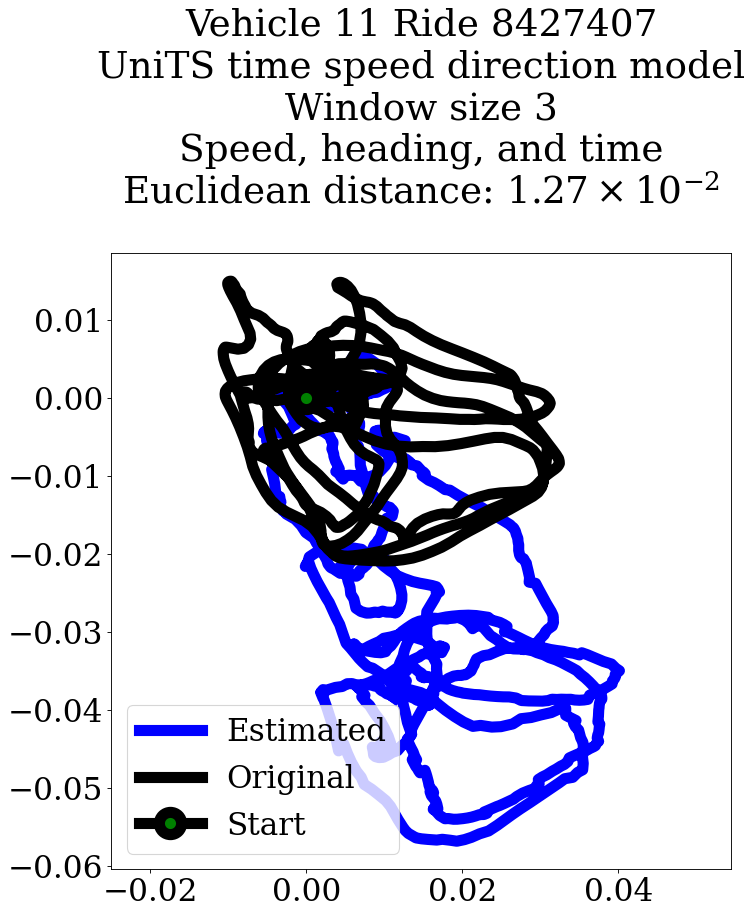 Vehicle 11 Ride 8427407
UniTS time speed direction model
Window size 3
Speed, heading, and time
Euclidean distance: 1.27 × 10⁻²
0.01
0.00
−0.01
−0.02
−0.03
−0.04
−0.05
−0.06
Estimated
Original
Start
−0.02 0.00 0.02 0.04